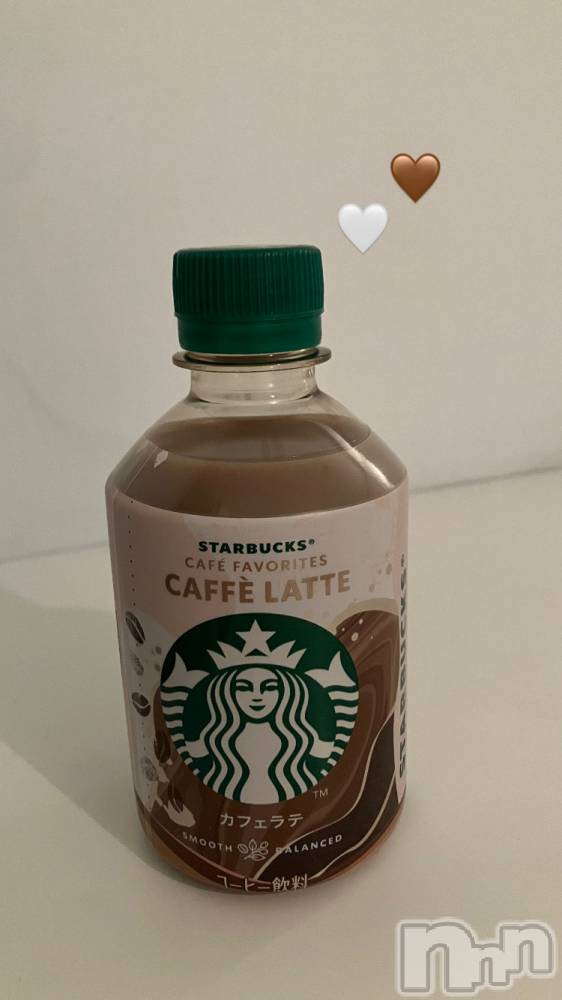 STARBUCKS®
CAFÉ FAVORITES
CAFFÈ LATTE
STARBUCKS®
TM
カフェラテ
SMOOTH BALANCED
コーヒー飲料
nnn